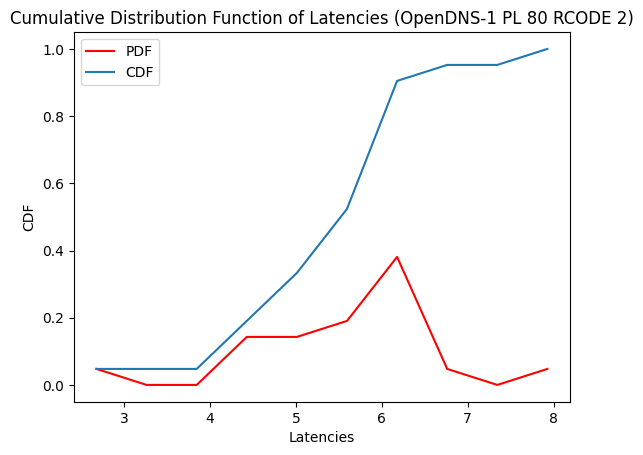 Cumulative Distribution Function of Latencies (OpenDNS-1 PL 80 RCODE 2)
PDF
CDF
1.0
0.8
0.6
0.4
0.2
0.0
CDF
3 4 5 6 7 8
Latencies